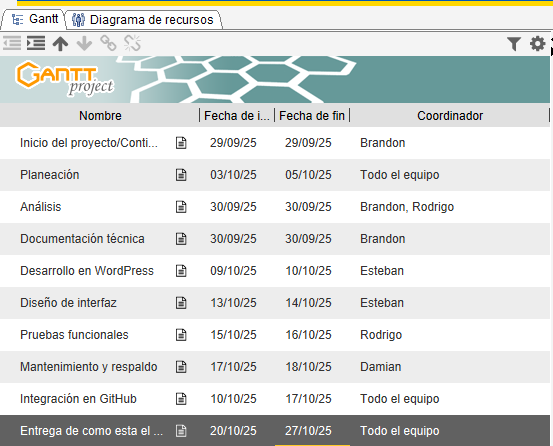 Gantt Diagrama de recursos
GANTT project
Nombre Fecha de i... Fecha de fin Coordinador
Inicio del proyecto/Conti... 29/09/25 29/09/25 Brandon
Planeación 03/10/25 05/10/25 Todo el equipo
Análisis 30/09/25 30/09/25 Brandon, Rodrigo
Documentación técnica 30/09/25 30/09/25 Brandon
Desarrollo en WordPress 09/10/25 10/10/25 Esteban
Diseño de interfaz 13/10/25 14/10/25 Esteban
Pruebas funcionales 15/10/25 16/10/25 Rodrigo
Mantenimiento y respaldo 17/10/25 18/10/25 Damian
Integración en GitHub 10/10/25 17/10/25 Todo el equipo
Entrega de como esta el ... 20/10/25 27/10/25 Todo el equipo